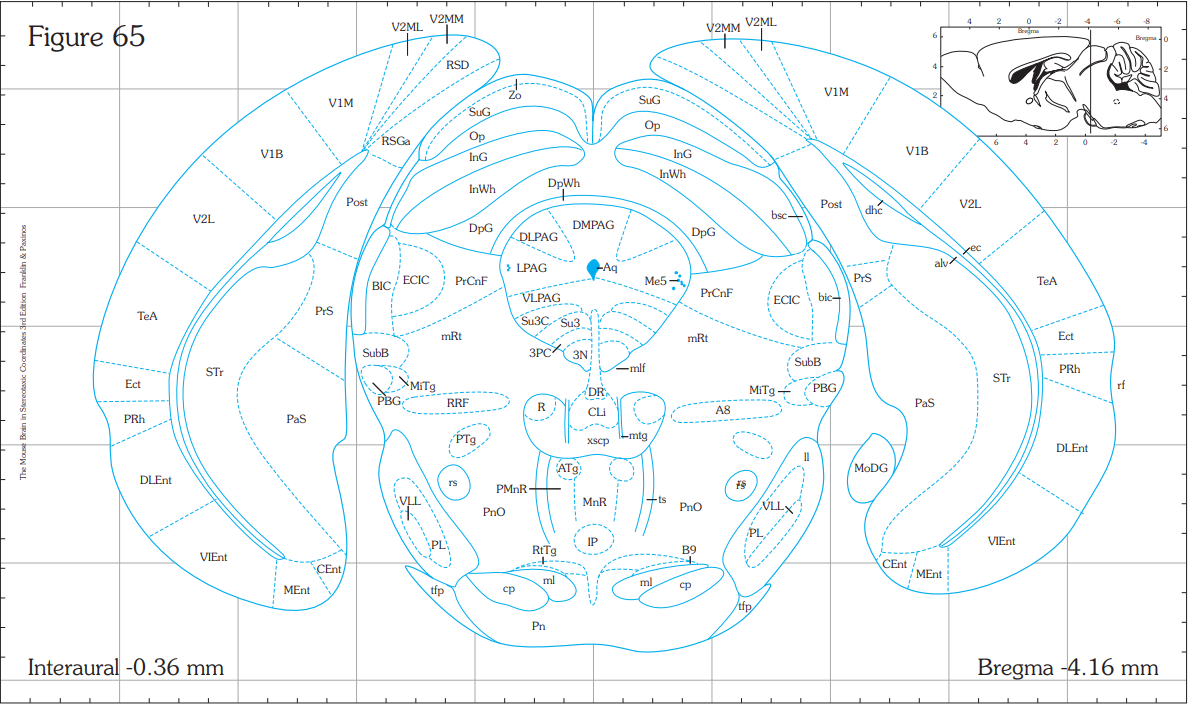 Figure 65
V2ML
V2MM
V2MM
V2ML
4 2 0 -2 -4 -6 -8
Bregma
Bregma
6
4
2
0
2
4
6
6 4 2 0 -2 -4
RSD
V1M
Zo
SuG
SuG
V1M
RSGa
Op
Op
V1B
InG
InG
V1B
InWh
InWh
DpWh
Post
Post
dhc
V2L
V2L
bsc
DpG
DLPAG
DMPAG
DpG
ec
alv
LPAG
Aq
BIC
ECIC
PrCnF
Me5
PrCnF
ECIC
bic
PrS
TeA
VLPAG
PrS
TeA
Su3C
Su3
mRt
mRt
Ect
3PC
3N
SubB
SubB
mlf
STr
PRh
STr
Ect
MiTg
PBG
DR
MiTg
PBG
rf
RRF
R
CLi
A8
PaS
PRh
PaS
xscp
mtg
PTg
DLEnt
ll
ATg
MoDG
DLEnt
rs
rs
rs
PMnR
VLL
MnR
ts
PnO
PnO
VLL
PL
IP
PL
VIEnt
RtTg
B9
VIEnt
CEnt
CEnt
MEnt
MEnt
tfp
cp
ml
ml
cp
tfp
Pn
The Mouse Brain in Stereotaxic Coordinates 3rd Edition Franklin & Paxinos
Interaural -0.36 mm
Bregma -4.16 mm